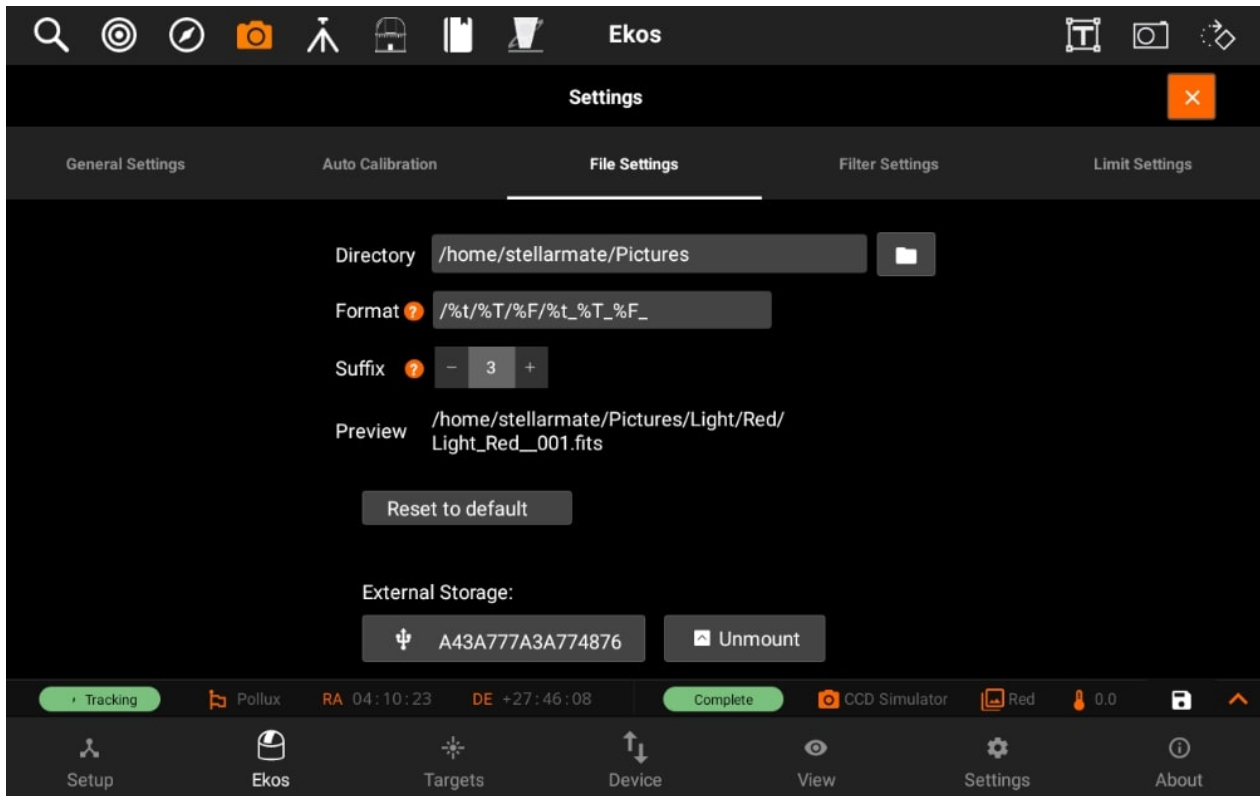 Ekos
Settings
General Settings Auto Calibration File Settings Filter Settings Limit Settings
Directory /home/stellarmate/Pictures
Format ? /%t/%T/%F/%t_%T_%F_
Suffix ? − 3 +
Preview /home/stellarmate/Pictures/Light/Red/
Light_Red__001.fits
Reset to default
External Storage:
A43A777A3A774876 Unmount
Tracking Pollux RA 04:10:23 DE +27:46:08 Complete CCD Simulator Red 0.0
Setup Ekos Targets Device View Settings About